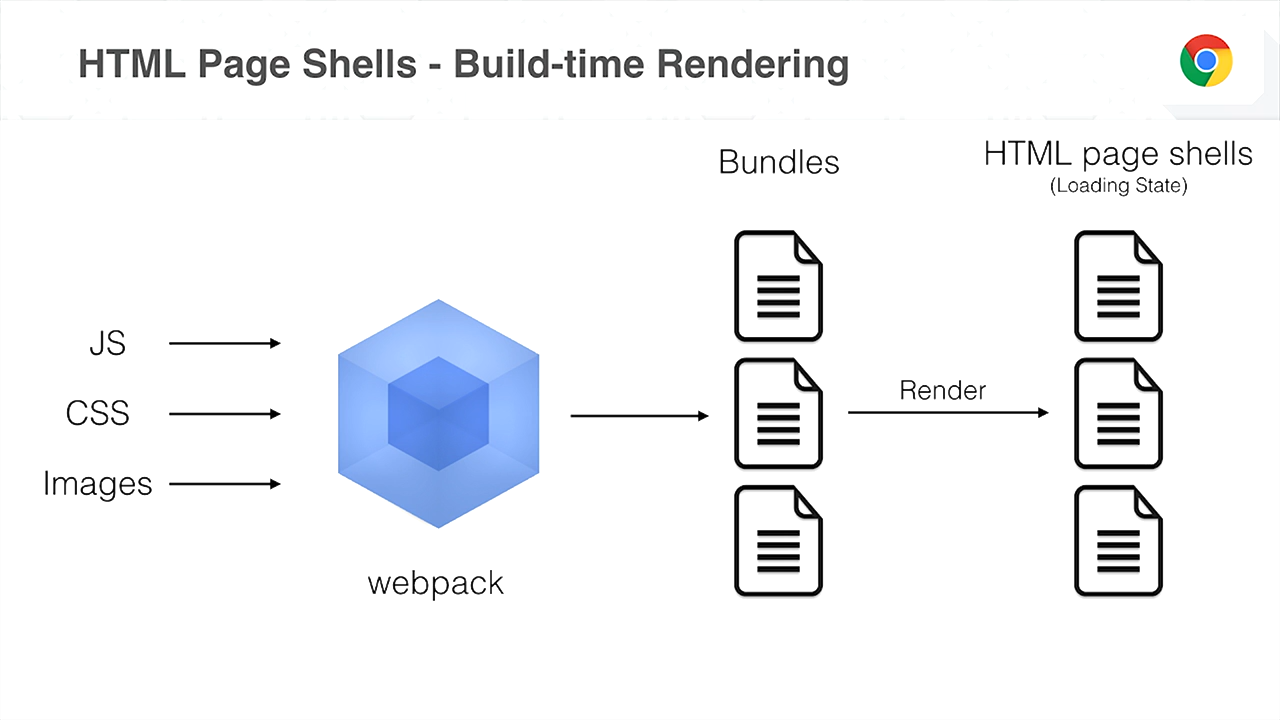 HTML Page Shells - Build-time Rendering
Bundles
HTML page shells
(Loading State)
JS
CSS
Images
webpack
Render